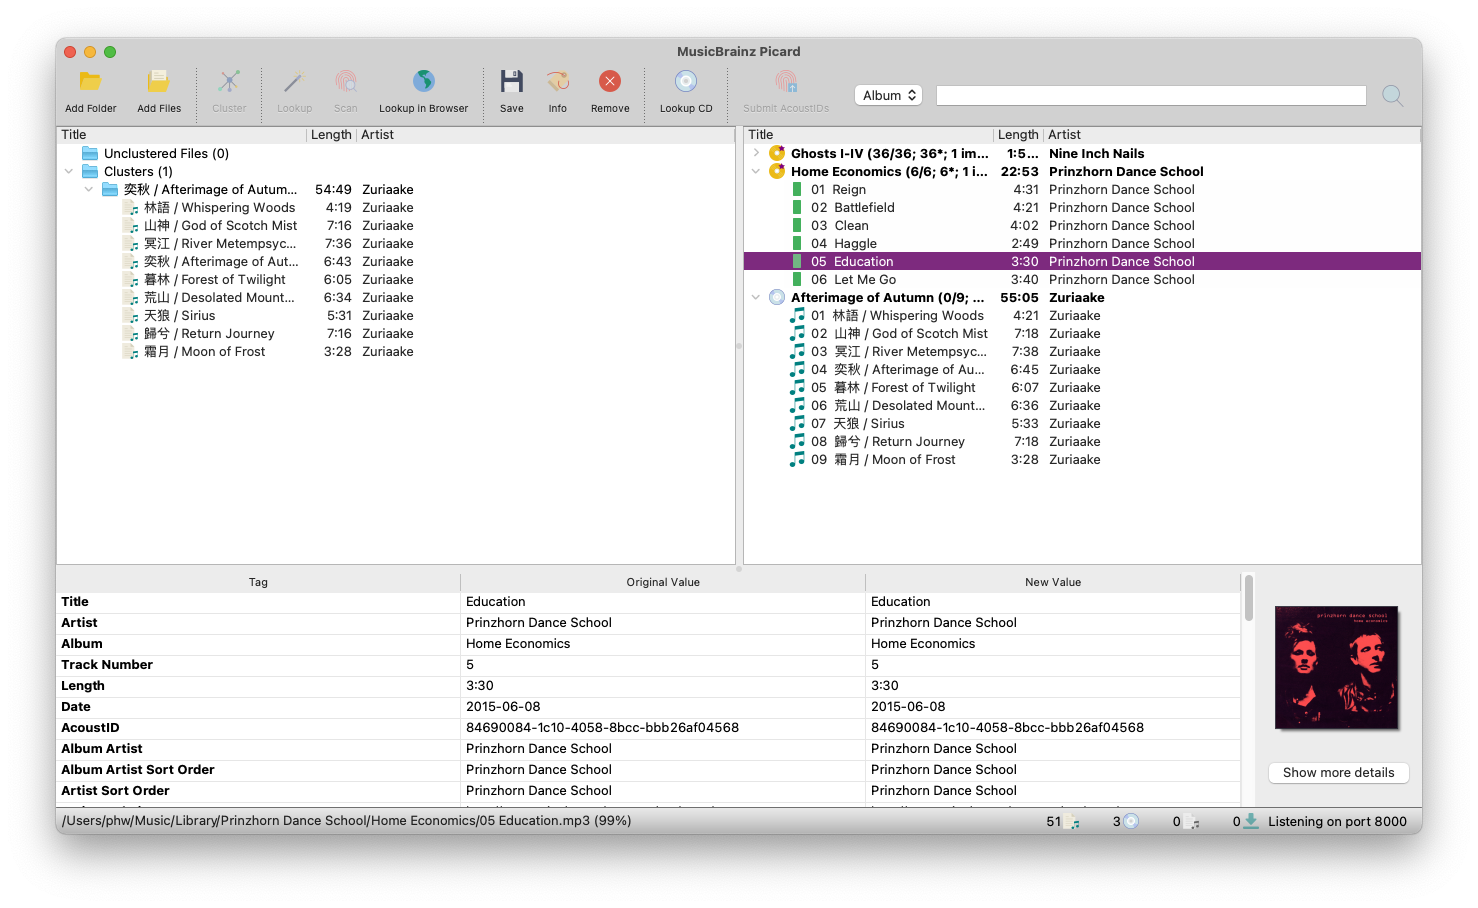 MusicBrainz Picard
Add Folder Add Files Cluster Lookup Scan Lookup in Browser Save Info Remove Lookup CD Submit AcoustIDs Album
Title Length Artist
Unclustered Files (0)
Clusters (1)
奕秋 / Afterimage of Autum... 54:49 Zuriaake
林語 / Whispering Woods 4:19 Zuriaake
山神 / God of Scotch Mist 7:16 Zuriaake
冥江 / River Metempsyc... 7:36 Zuriaake
奕秋 / Afterimage of Aut... 6:43 Zuriaake
暮林 / Forest of Twilight 6:05 Zuriaake
荒山 / Desolated Mount... 6:34 Zuriaake
天狼 / Sirius 5:31 Zuriaake
歸兮 / Return Journey 7:16 Zuriaake
霜月 / Moon of Frost 3:28 Zuriaake
Title Length Artist
Ghosts I-IV (36/36; 36*; 1 im... 1:5... Nine Inch Nails
Home Economics (6/6; 6*; 1 i... 22:53 Prinzhorn Dance School
01 Reign 4:31 Prinzhorn Dance School
02 Battlefield 4:21 Prinzhorn Dance School
03 Clean 4:02 Prinzhorn Dance School
04 Haggle 2:49 Prinzhorn Dance School
05 Education 3:30 Prinzhorn Dance School
06 Let Me Go 3:40 Prinzhorn Dance School
Afterimage of Autumn (0/9; ... 55:05 Zuriaake
01 林語 / Whispering Woods 4:21 Zuriaake
02 山神 / God of Scotch Mist 7:18 Zuriaake
03 冥江 / River Metempsyc... 7:38 Zuriaake
04 奕秋 / Afterimage of Au... 6:45 Zuriaake
05 暮林 / Forest of Twilight 6:07 Zuriaake
06 荒山 / Desolated Mount... 6:36 Zuriaake
07 天狼 / Sirius 5:33 Zuriaake
08 歸兮 / Return Journey 7:18 Zuriaake
09 霜月 / Moon of Frost 3:28 Zuriaake
Tag Original Value New Value
Title Education Education
Artist Prinzhorn Dance School Prinzhorn Dance School
Album Home Economics Home Economics
Track Number 5 5
Length 3:30 3:30
Date 2015-06-08 2015-06-08
AcoustID 84690084-1c10-4058-8bcc-bbb26af04568 84690084-1c10-4058-8bcc-bbb26af04568
Album Artist Prinzhorn Dance School Prinzhorn Dance School
Album Artist Sort Order Prinzhorn Dance School Prinzhorn Dance School
Artist Sort Order Prinzhorn Dance School Prinzhorn Dance School
prinzhorn dance school
home economics
Show more details
/Users/phw/Music/Library/Prinzhorn Dance School/Home Economics/05 Education.mp3 (99%) 51 3 0 0 Listening on port 8000